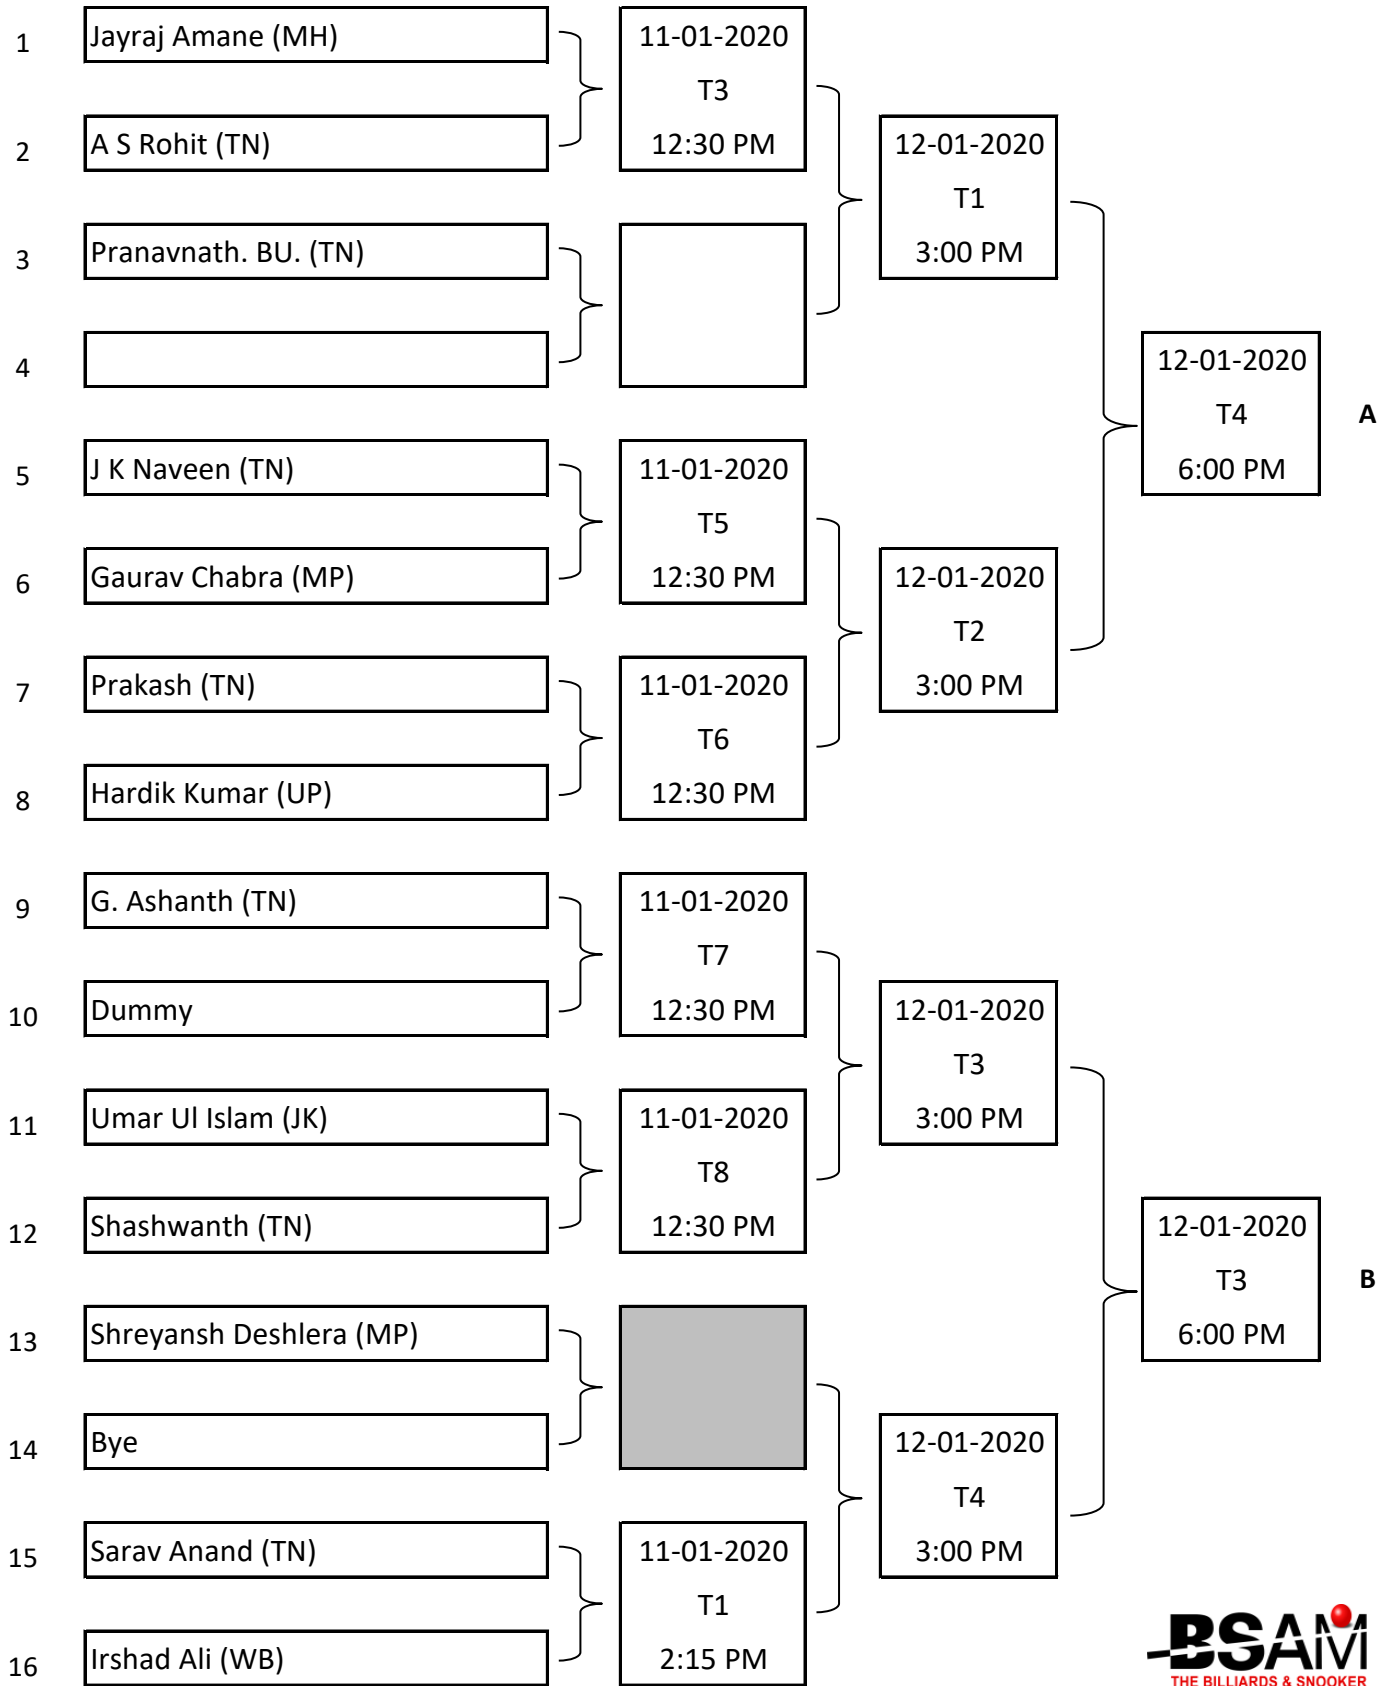 1
Jayraj Amane (MH)
2
A S Rohit (TN)
11-01-2020
T3
12:30 PM
3
Pranavnath. BU. (TN)
4
12-01-2020
T1
3:00 PM
5
J K Naveen (TN)
6
Gaurav Chabra (MP)
11-01-2020
T5
12:30 PM
7
Prakash (TN)
8
Hardik Kumar (UP)
11-01-2020
T6
12:30 PM
12-01-2020
T2
3:00 PM
12-01-2020
T4
6:00 PM
A
9
G. Ashanth (TN)
10
Dummy
11-01-2020
T7
12:30 PM
11
Umar Ul Islam (JK)
12
Shashwanth (TN)
11-01-2020
T8
12:30 PM
12-01-2020
T3
3:00 PM
13
Shreyansh Deshlera (MP)
14
Bye
15
Sarav Anand (TN)
16
Irshad Ali (WB)
11-01-2020
T1
2:15 PM
12-01-2020
T4
3:00 PM
12-01-2020
T3
6:00 PM
B
BSAM
THE BILLIARDS & SNOOKER